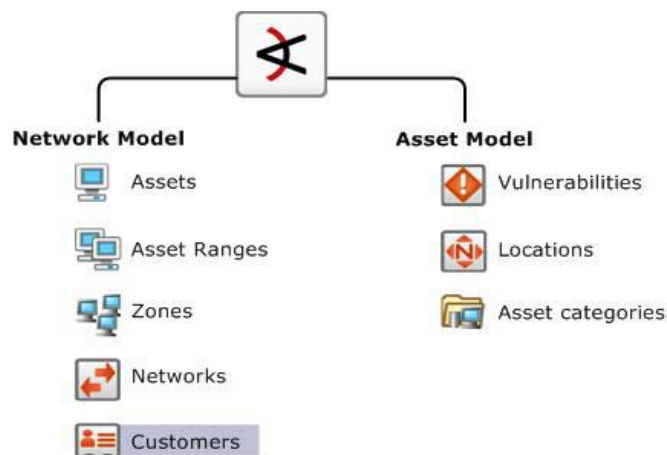 Network Model
Assets
Asset Ranges
Zones
Networks
Customers
Asset Model
Vulnerabilities
Locations
Asset categories